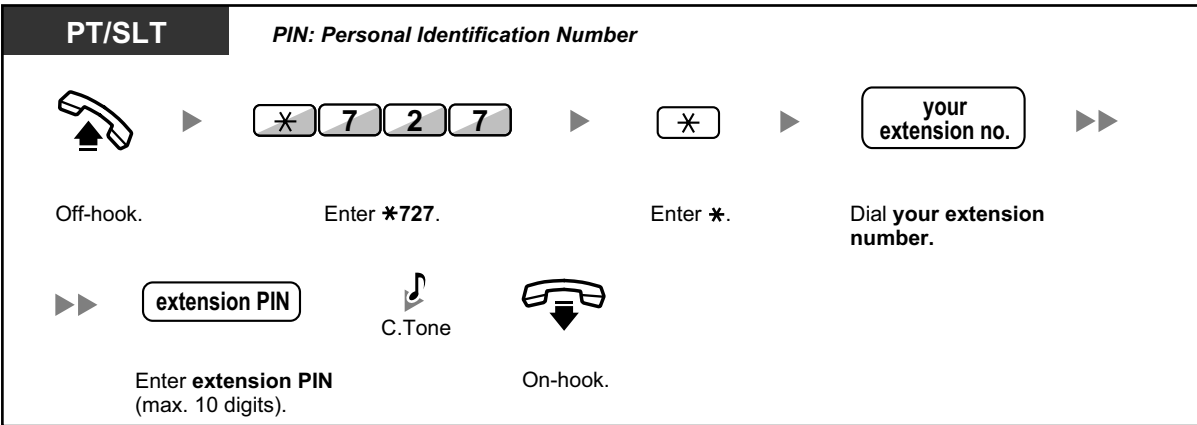 PT/SLT
PIN: Personal Identification Number
* 7 2 7
*
your
extension no.
Off-hook.
Enter *727.
Enter *.
Dial your extension
number.
extension PIN
C.Tone
Enter extension PIN
(max. 10 digits).
On-hook.